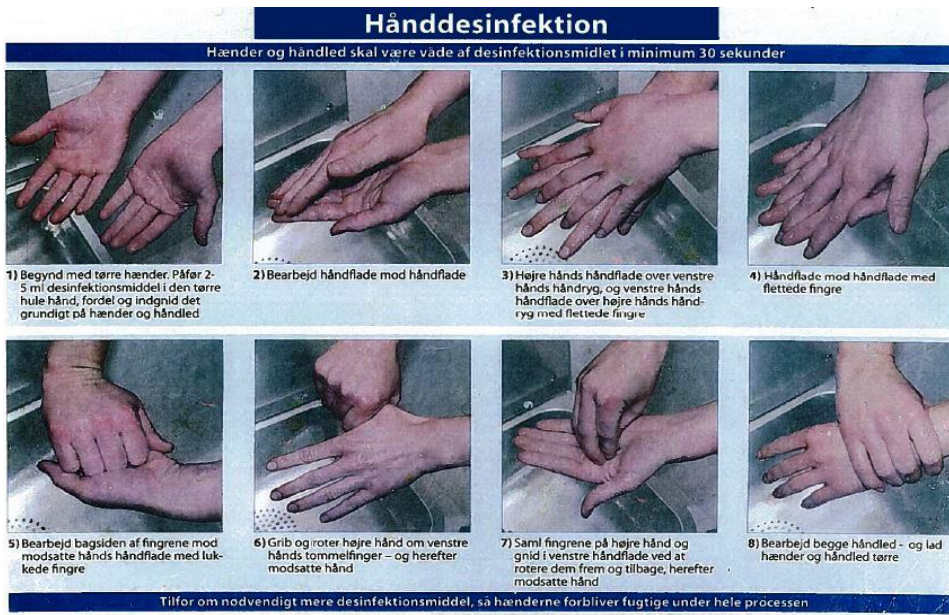 Hånddesinfektion
Hænder og håndled skal være våde af desinfektionsmidlet i minimum 30 sekunder
1) Begynd med tørre hænder. Påfør 2-
5 ml desinfektionsmiddel i den tørre
hule hånd, fordel og indgnid det
grundigt på hænder og håndled
2) Bearbejd håndflade mod håndflade
3) Højre hånds håndflade over venstre
hånds håndryg, og venstre hånds
håndflade over højre hånds hånd-
ryg med flettede fingre
4) Håndflade mod håndflade med
flettede fingre
5) Bearbejd bagsiden af fingrene mod
modsatte hånds håndflade med luk-
kede fingre
6) Grib og roter højre hånd om venstre
hånds tommelfinger – og herefter
modsatte hånd
7) Saml fingrene på højre hånd og
gnid i venstre håndflade ved at
rotere dem frem og tilbage, herefter
modsatte hånd
8) Bearbejd begge håndled - og lad
hænder og håndled tørre
Tilfør om nødvendigt mere desinfektionsmiddel, så hænderne forbliver fugtige under hele processen